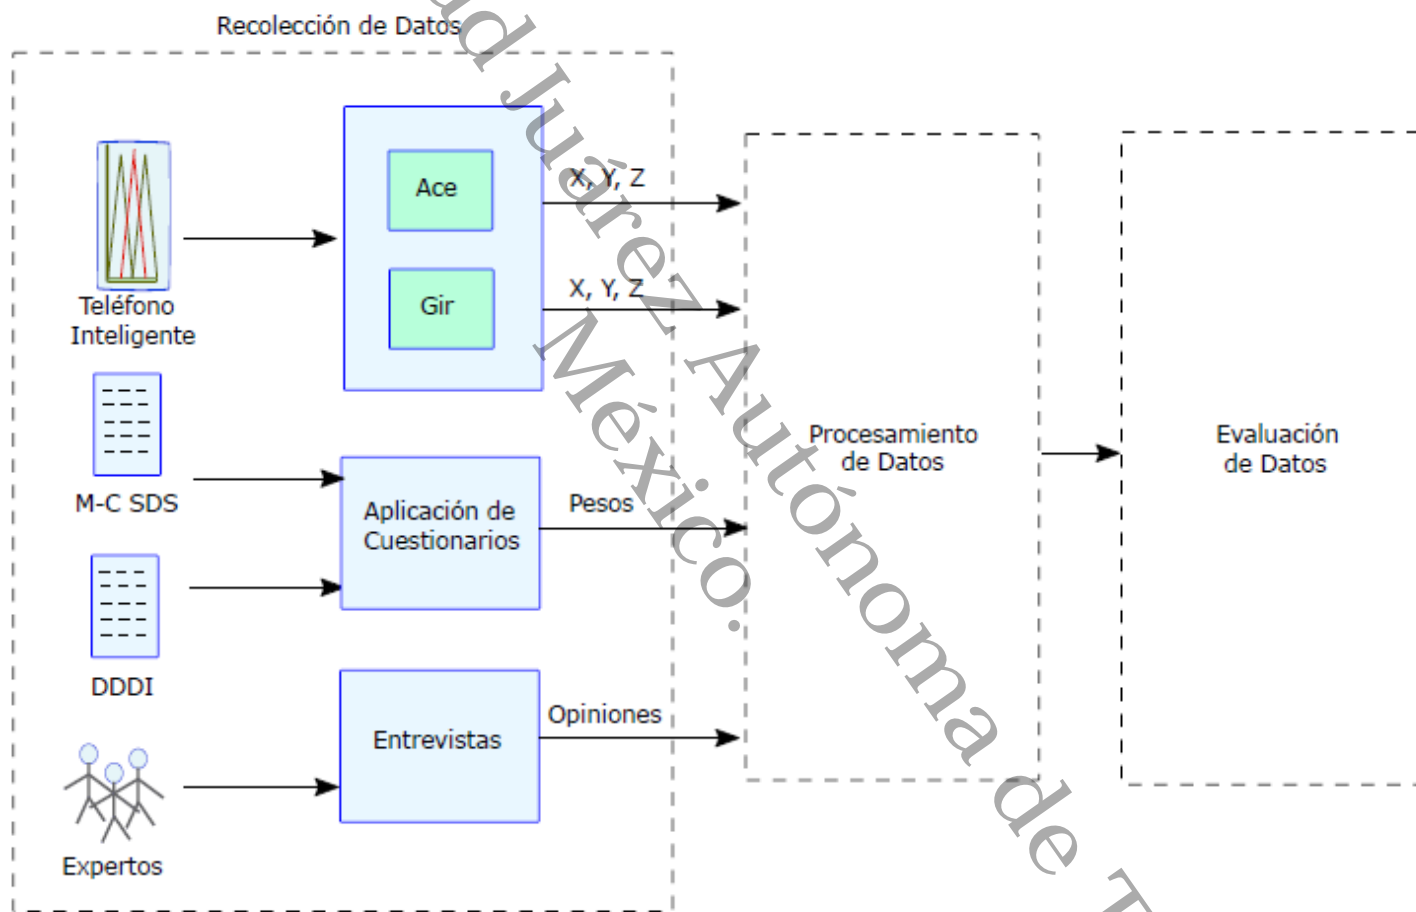 Recolección de Datos
Ace
X, Y, Z
Gir
X, Y, Z
Teléfono
Inteligente
M-C SDS
Aplicación de
Cuestionarios
Pesos
DDDI
Entrevistas
Opiniones
Expertos
Procesamiento
de Datos
Evaluación
de Datos
Juárez Autónoma de
México.